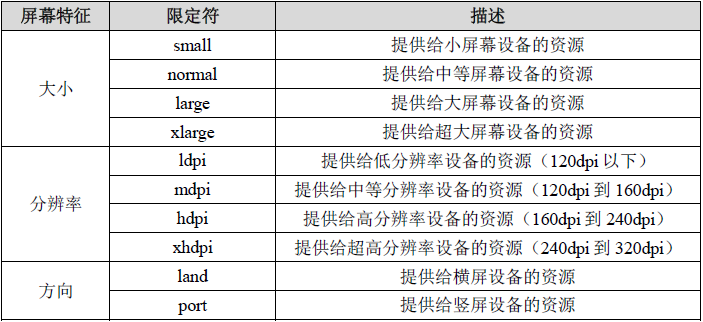 屏幕特征 限定符 描述
大小 small 提供给小屏幕设备的资源
normal 提供给中等屏幕设备的资源
large 提供给大屏幕设备的资源
xlarge 提供给超大屏幕设备的资源
分辨率 ldpi 提供给低分辨率设备的资源（120dpi 以下）
mdpi 提供给中等分辨率设备的资源（120dpi 到 160dpi）
hdpi 提供给高分辨率设备的资源（160dpi 到 240dpi）
xhdpi 提供给超高分辨率设备的资源（240dpi 到 320dpi）
方向 land 提供给横屏设备的资源
port 提供给竖屏设备的资源